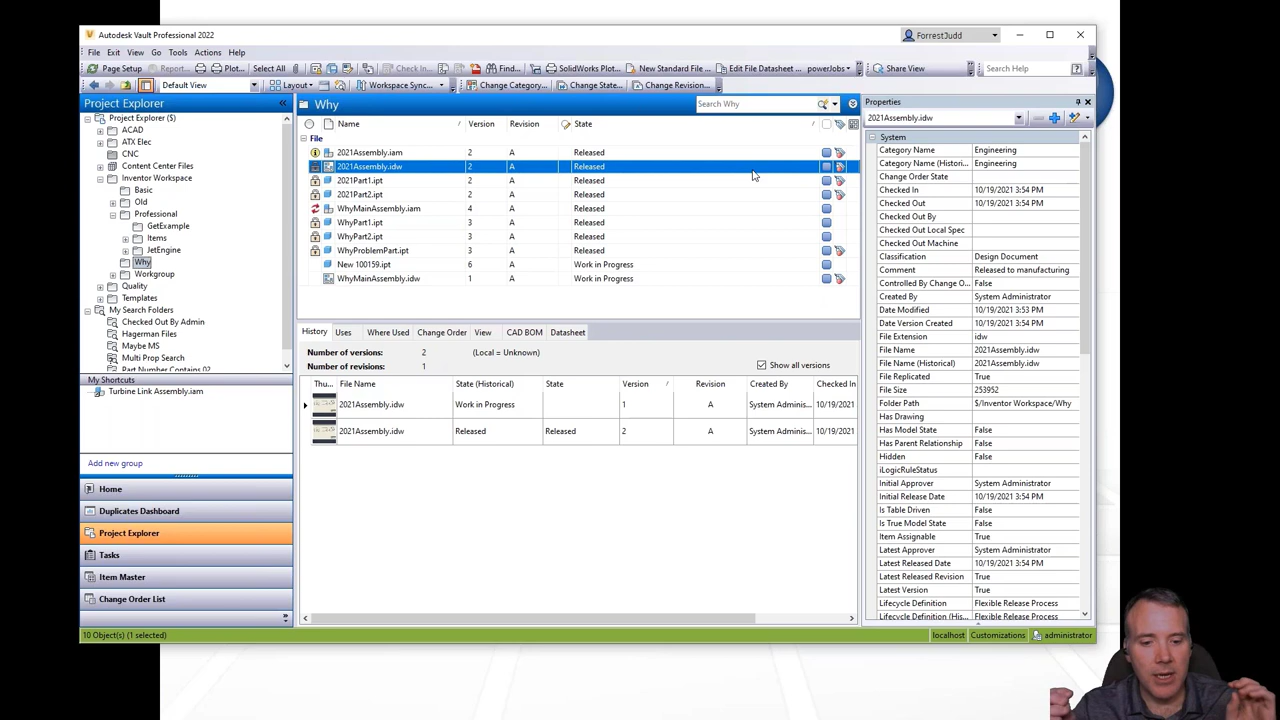 Autodesk Vault Professional 2022
ForrestJudd
File Exit View Go Tools Actions Help
Page Setup Report... Plot... Select All Check In... Find... SolidWorks Plot... New Standard File ... Edit File Datasheet ... powerJobs Share View Search Help
Default View Layout Workspace Sync... Change Category... Change State... Change Revision...
Project Explorer
Project Explorer ($)
ACAD
ATX Elec
CNC
Content Center Files
Inventor Workspace
Basic
Old
Professional
GetExample
Items
JetEngine
Why
Workgroup
Quality
Templates
My Search Folders
Checked Out By Admin
Hagerman Files
Maybe MS
Multi Prop Search
Part Number Contains 02
My Shortcuts
Turbine Link Assembly.iam
Add new group
Home
Duplicates Dashboard
Project Explorer
Tasks
Item Master
Change Order List
Why
Search Why
Name Version Revision State
File
2021Assembly.iam 2 A Released
2021Assembly.idw 2 A Released
2021Part1.ipt 2 A Released
2021Part2.ipt 2 A Released
WhyMainAssembly.iam 4 A Released
WhyPart1.ipt 3 A Released
WhyPart2.ipt 3 A Released
WhyProblemPart.ipt 3 A Released
New 100159.ipt 6 A Work in Progress
WhyMainAssembly.idw 1 A Work in Progress
History Uses Where Used Change Order View CAD BOM Datasheet
Number of versions: 2 (Local = Unknown)
Number of revisions: 1
Show all versions
Thu... File Name State (Historical) State Version Revision Created By Checked In
2021Assembly.idw Work in Progress 1 A System Adminis... 10/19/2021
2021Assembly.idw Released Released 2 A System Adminis... 10/19/2021
Properties
2021Assembly.idw
System
Category Name Engineering
Category Name (Histori... Engineering
Change Order State
Checked In 10/19/2021 3:54 PM
Checked Out 10/19/2021 3:54 PM
Checked Out By
Checked Out Local Spec
Checked Out Machine
Classification Design Document
Comment Released to manufacturing
Controlled By Change O... False
Created By System Administrator
Date Modified 10/19/2021 3:53 PM
Date Version Created 10/19/2021 3:54 PM
File Extension idw
File Name 2021Assembly.idw
File Name (Historical) 2021Assembly.idw
File Replicated True
File Size 253952
Folder Path $/Inventor Workspace/Why
Has Drawing
Has Model State False
Has Parent Relationship False
Hidden False
iLogicRuleStatus
Initial Approver System Administrator
Initial Release Date 10/19/2021 3:54 PM
Is Table Driven False
Is True Model State False
Item Assignable True
Latest Approver System Administrator
Latest Released Date 10/19/2021 3:54 PM
Latest Released Revision True
Latest Version True
Lifecycle Definition Flexible Release Process
Lifecycle Definition (His... Flexible Release Process
10 Object(s) (1 selected)
localhost Customizations administrator